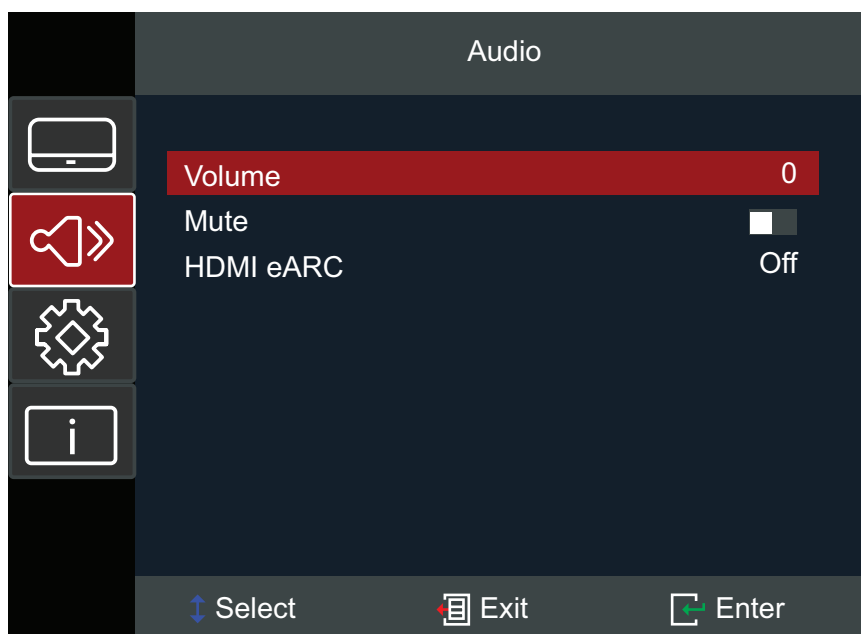 Audio
Volume 0
Mute
HDMI eARC Off
i
Select Exit Enter